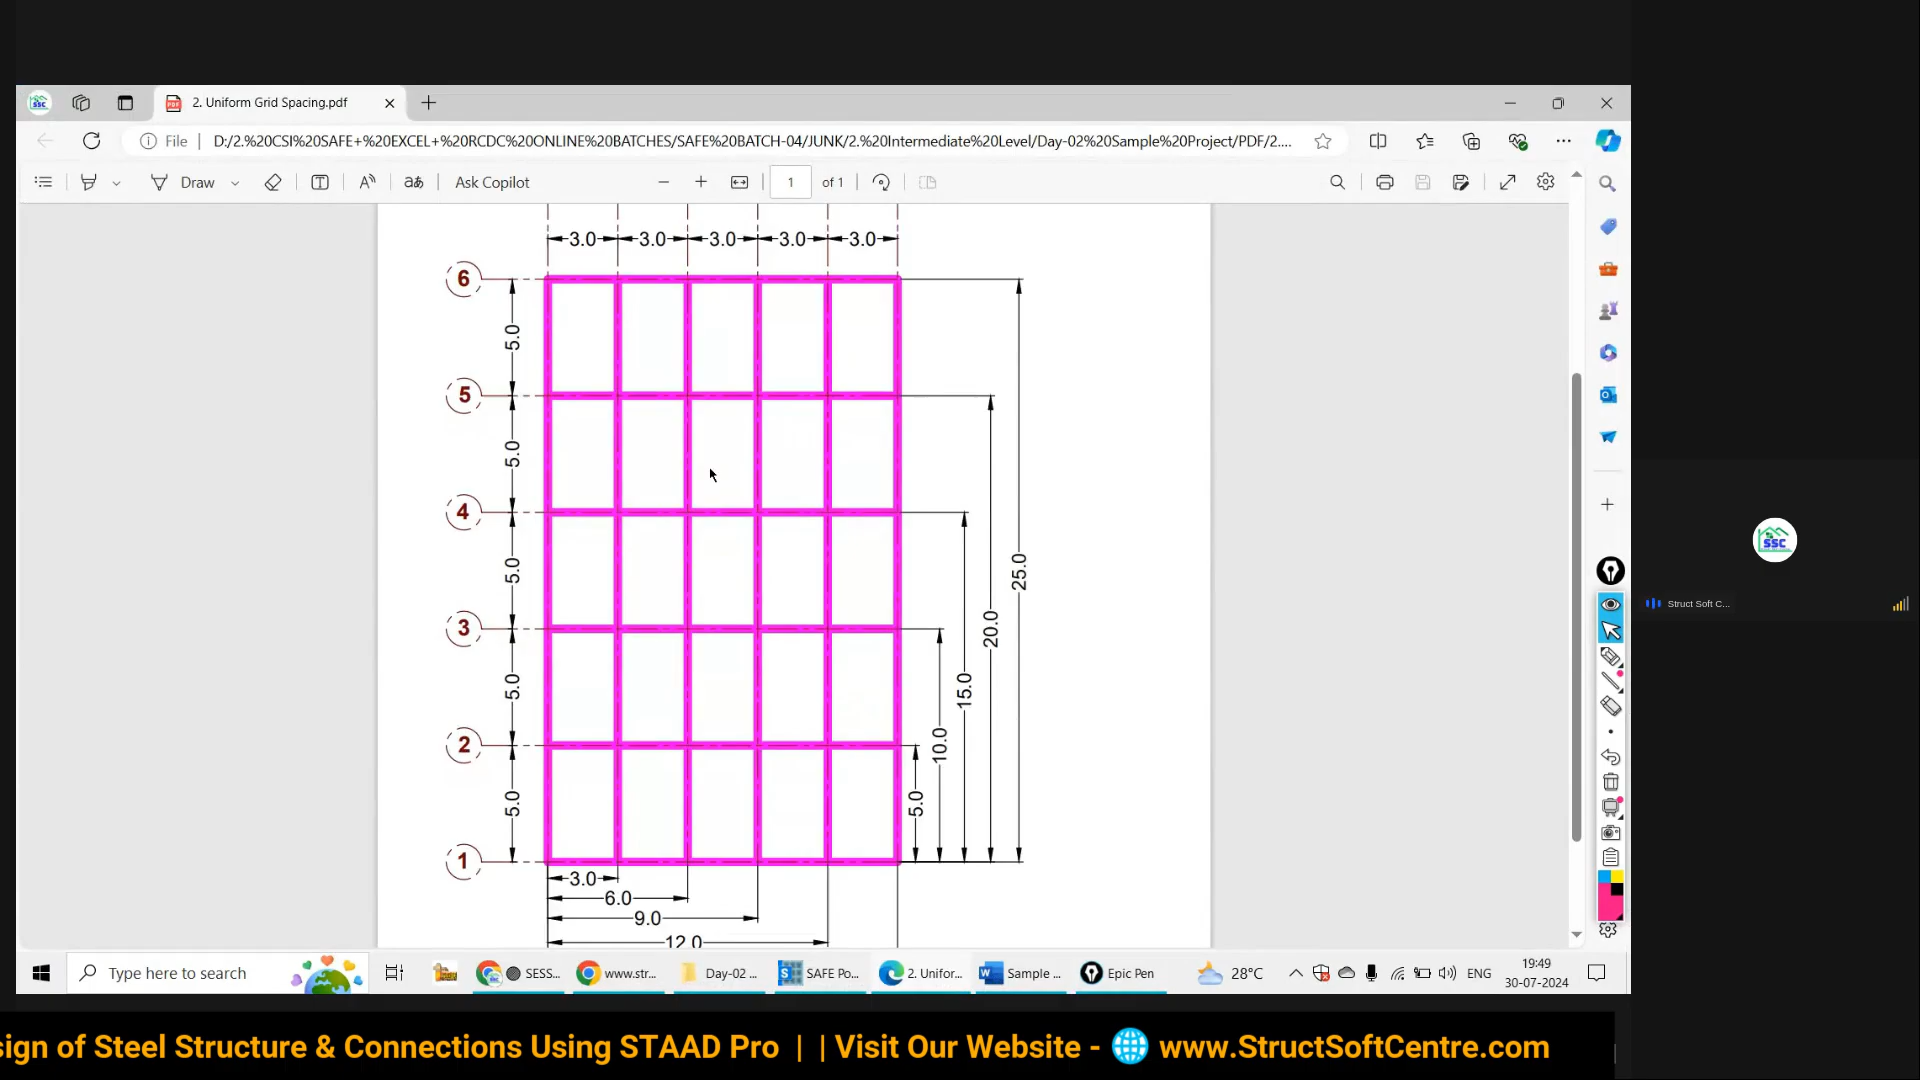 SSC
2. Uniform Grid Spacing.pdf
File | D:/2.%20CSI%20SAFE+%20EXCEL+%20RCDC%20ONLINE%20BATCHES/SAFE%20BATCH-04/JUNK/2.%20Intermediate%20Level/Day-02%20Sample%20Project/PDF/2....
Draw
aあ
Ask Copilot
1 of 1
3.0 3.0 3.0 3.0 3.0
6
5.0
5
5.0
4
5.0
3
5.0
2
5.0
1
25.0
20.0
15.0
10.0
5.0
3.0
6.0
9.0
12.0
SSC
Struct Soft C...
Type here to search
SESS...
www.str...
Day-02 ...
SAFE Po...
2. Unifor...
Sample ...
Epic Pen
28°C
ENG
19:49
30-07-2024
sign of Steel Structure & Connections Using STAAD Pro | | Visit Our Website - www.StructSoftCentre.com